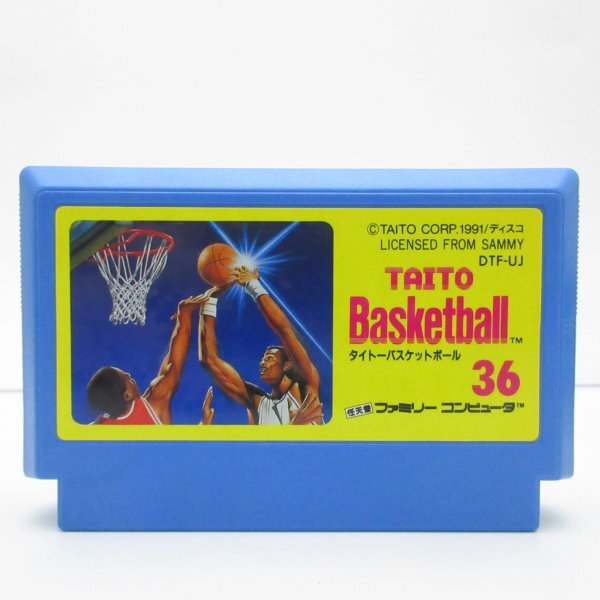 ©TAITO CORP.1991/ディスコ
LICENSED FROM SAMMY
DTF-UJ
TAITO
Basketball™
タイトーバスケットボール
36
任天堂 ファミリー コンピュータ™